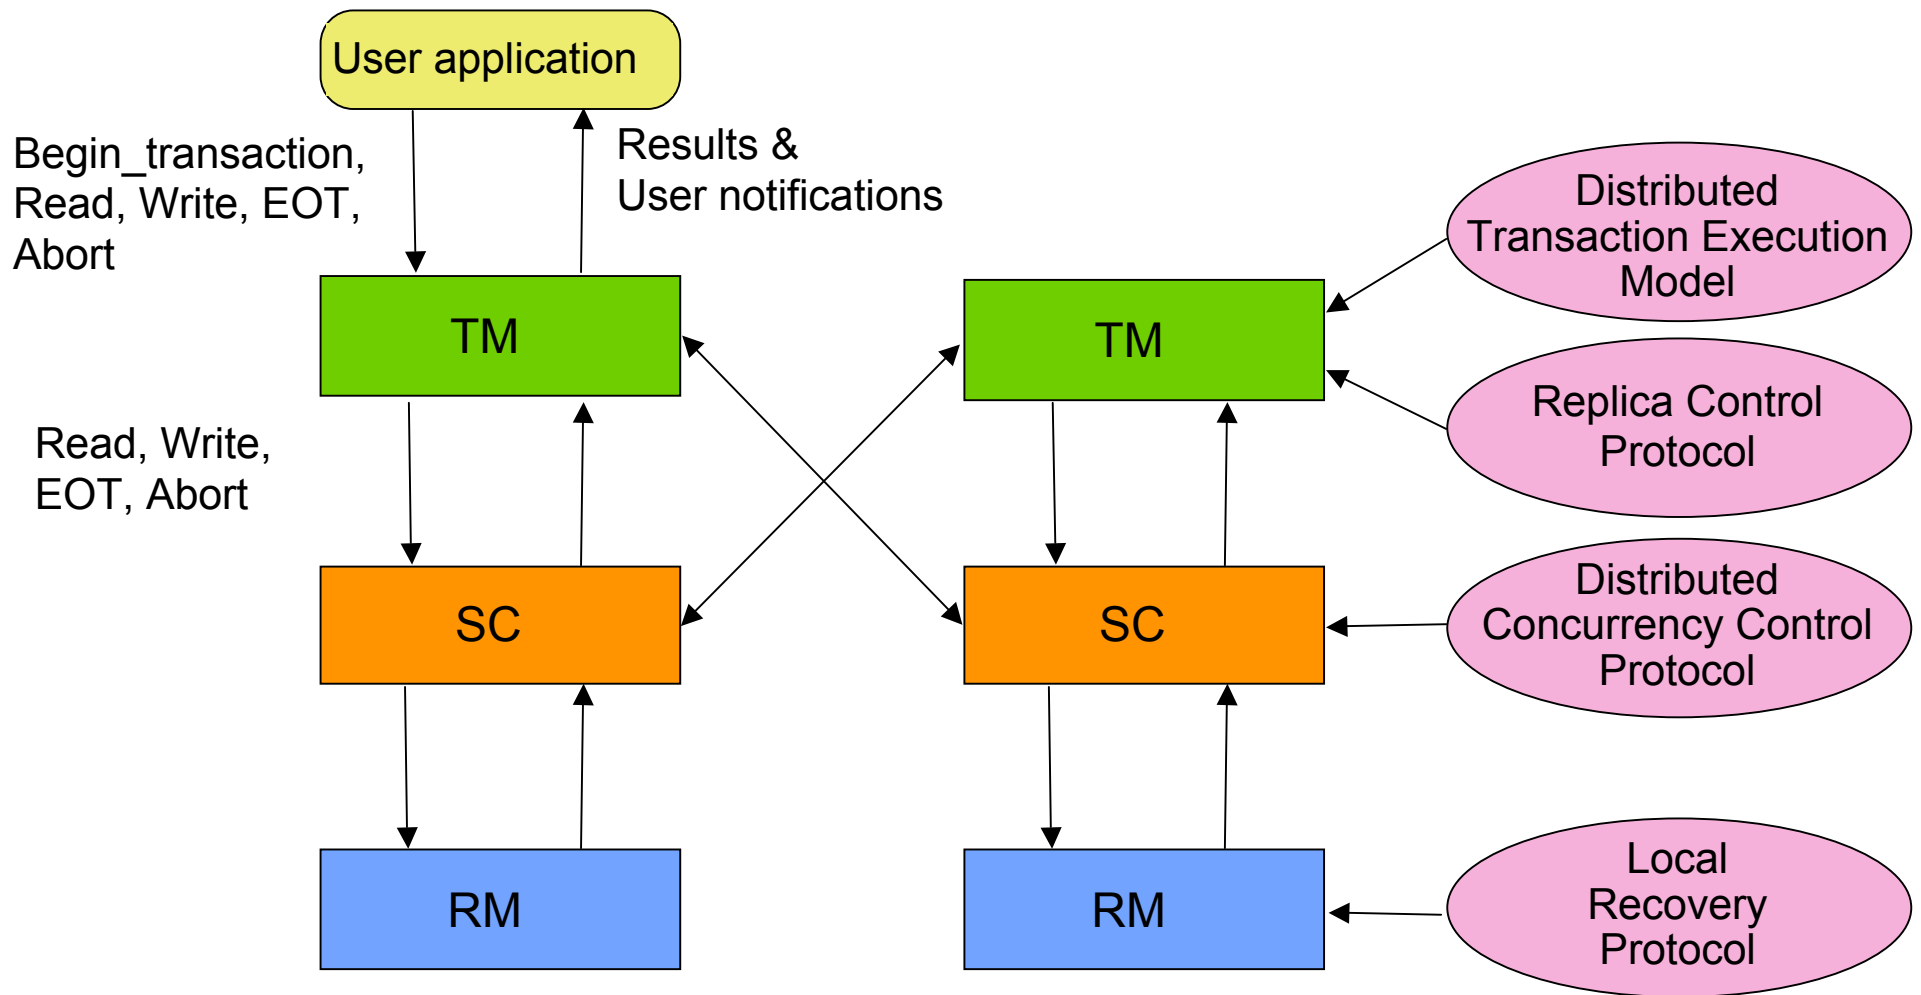 User application
Begin_transaction,
Read, Write, EOT,
Abort
Results &
User notifications
Distributed
Transaction Execution
Model
TM
TM
Replica Control
Protocol
Read, Write,
EOT, Abort
SC
SC
Distributed
Concurrency Control
Protocol
RM
RM
Local
Recovery
Protocol